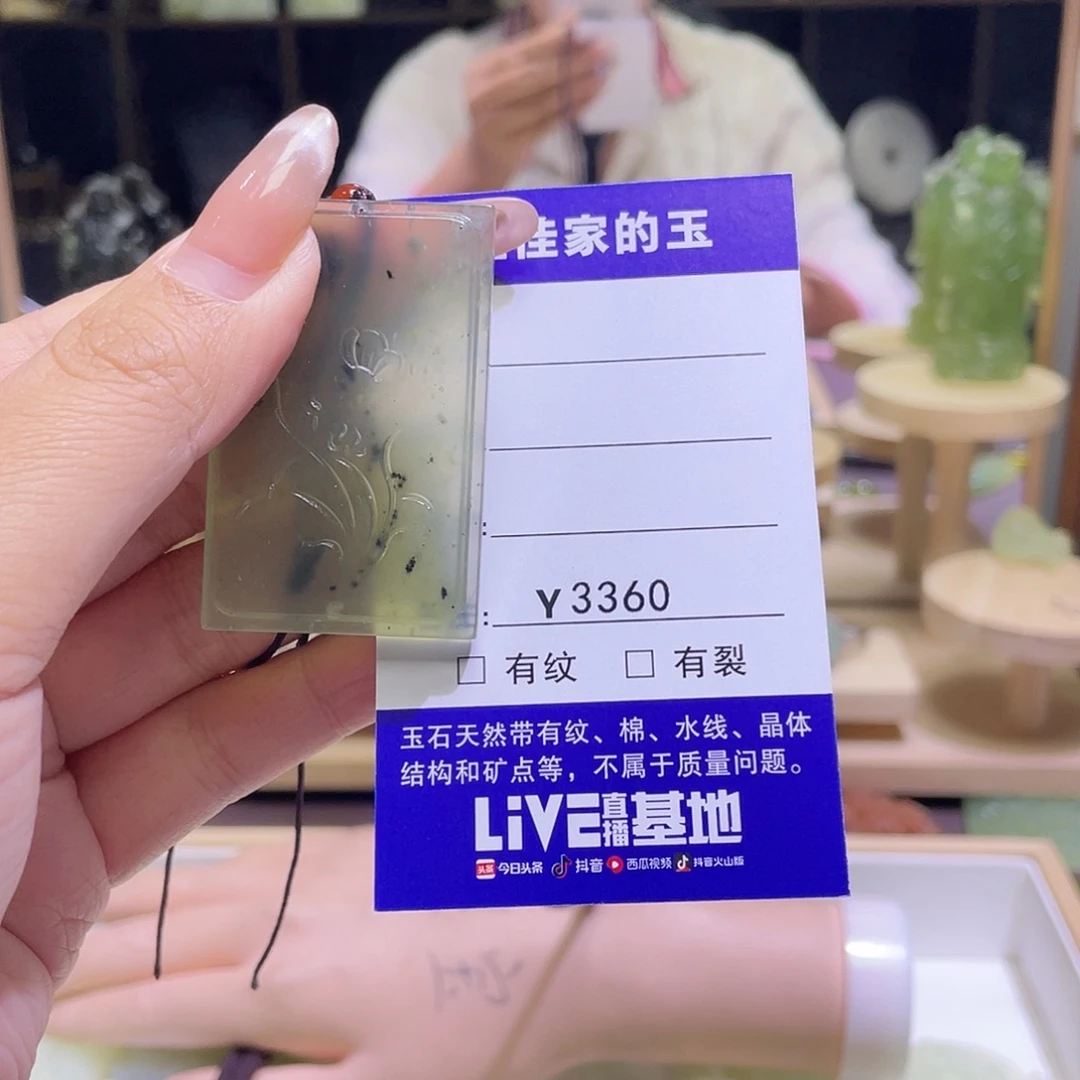 佳家的玉
:
: Y3360
□ 有纹 □ 有裂
玉石天然带有纹、棉、水线、晶体
结构和矿点等，不属于质量问题。
LiVE直播基地
头条 今日头条 抖音 西瓜视频 抖音火山版